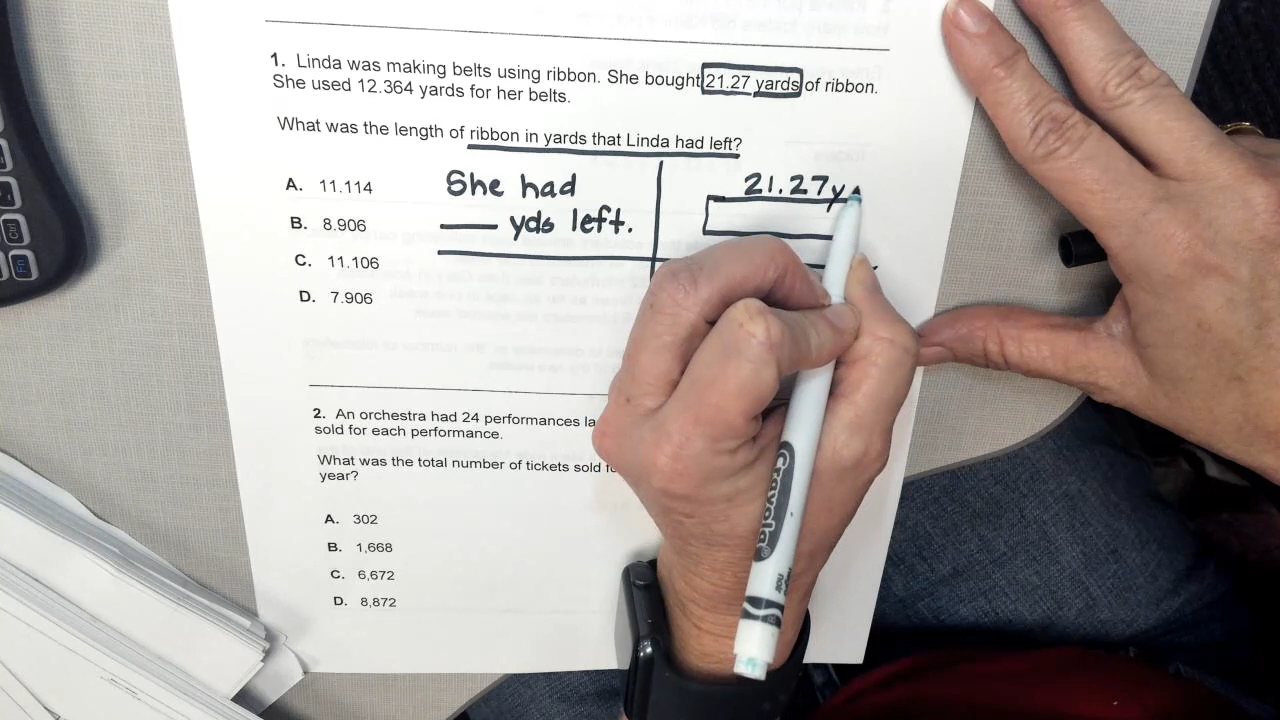 1. Linda was making belts using ribbon. She bought 21.27 yards of ribbon.
She used 12.364 yards for her belts.
What was the length of ribbon in yards that Linda had left?
A. 11.114
B. 8.906
C. 11.106
D. 7.906
She had
___ yds left.
21.27 y
2. An orchestra had 24 performances
sold for each performance.
What was the total number of tickets sold
year?
A. 302
B. 1,668
C. 6,672
D. 8,872
Crayola
Ctrl
Fn